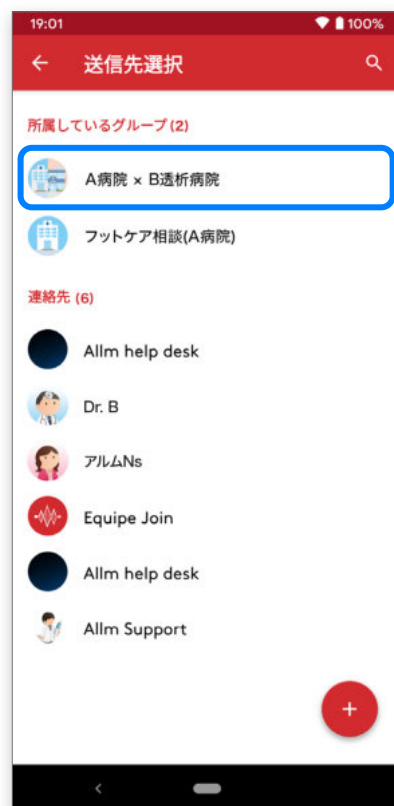 19:01 100%
送信先選択
所属しているグループ (2)
A病院 × B透析病院
フットケア相談(A病院)
連絡先 (6)
Allm help desk
Dr. B
アルムNs
Equipe Join
Allm help desk
Allm Support
+